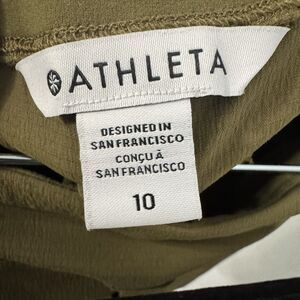 ATHLETA
DESIGNED IN
SAN FRANCISCO
CONÇU À
SAN FRANCISCO
10